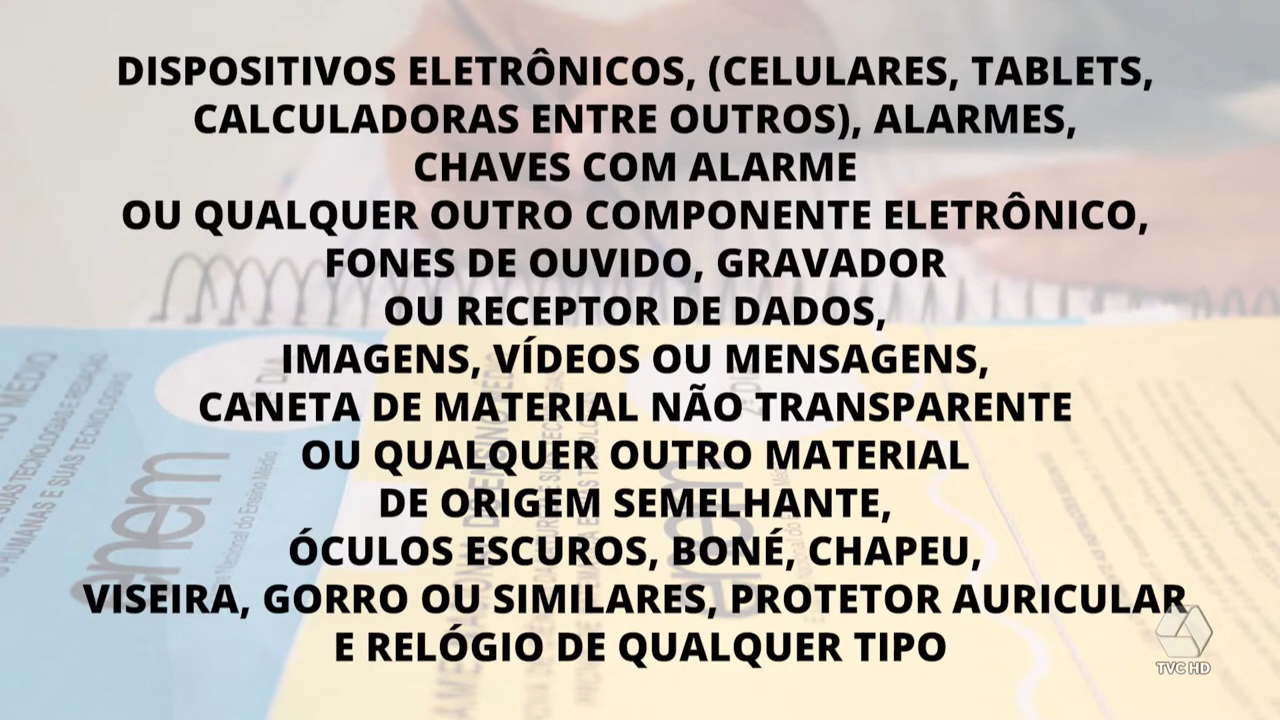 DISPOSITIVOS ELETRÔNICOS, (CELULARES, TABLETS,
CALCULADORAS ENTRE OUTROS), ALARMES,
CHAVES COM ALARME
OU QUALQUER OUTRO COMPONENTE ELETRÔNICO,
FONES DE OUVIDO, GRAVADOR
OU RECEPTOR DE DADOS,
IMAGENS, VÍDEOS OU MENSAGENS,
CANETA DE MATERIAL NÃO TRANSPARENTE
OU QUALQUER OUTRO MATERIAL
DE ORIGEM SEMELHANTE,
ÓCULOS ESCUROS, BONÉ, CHAPEU,
VISEIRA, GORRO OU SIMILARES, PROTETOR AURICULAR
E RELÓGIO DE QUALQUER TIPO
TVC HD
enem
enem